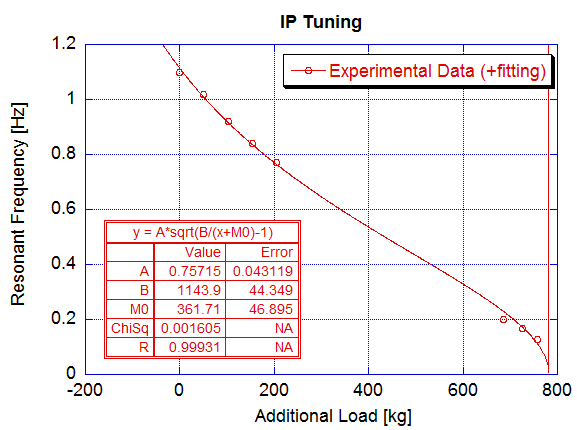 IP Tuning
Experimental Data (+fitting)
Resonant Frequency [Hz]
1.2
1
0.8
0.6
0.4
0.2
0
y = A*sqrt(B/(x+M0)-1)
Value Error
A 0.75715 0.043119
B 1143.9 44.349
M0 361.71 46.895
ChiSq 0.001605 NA
R 0.99931 NA
-200 0 200 400 600 800
Additional Load [kg]